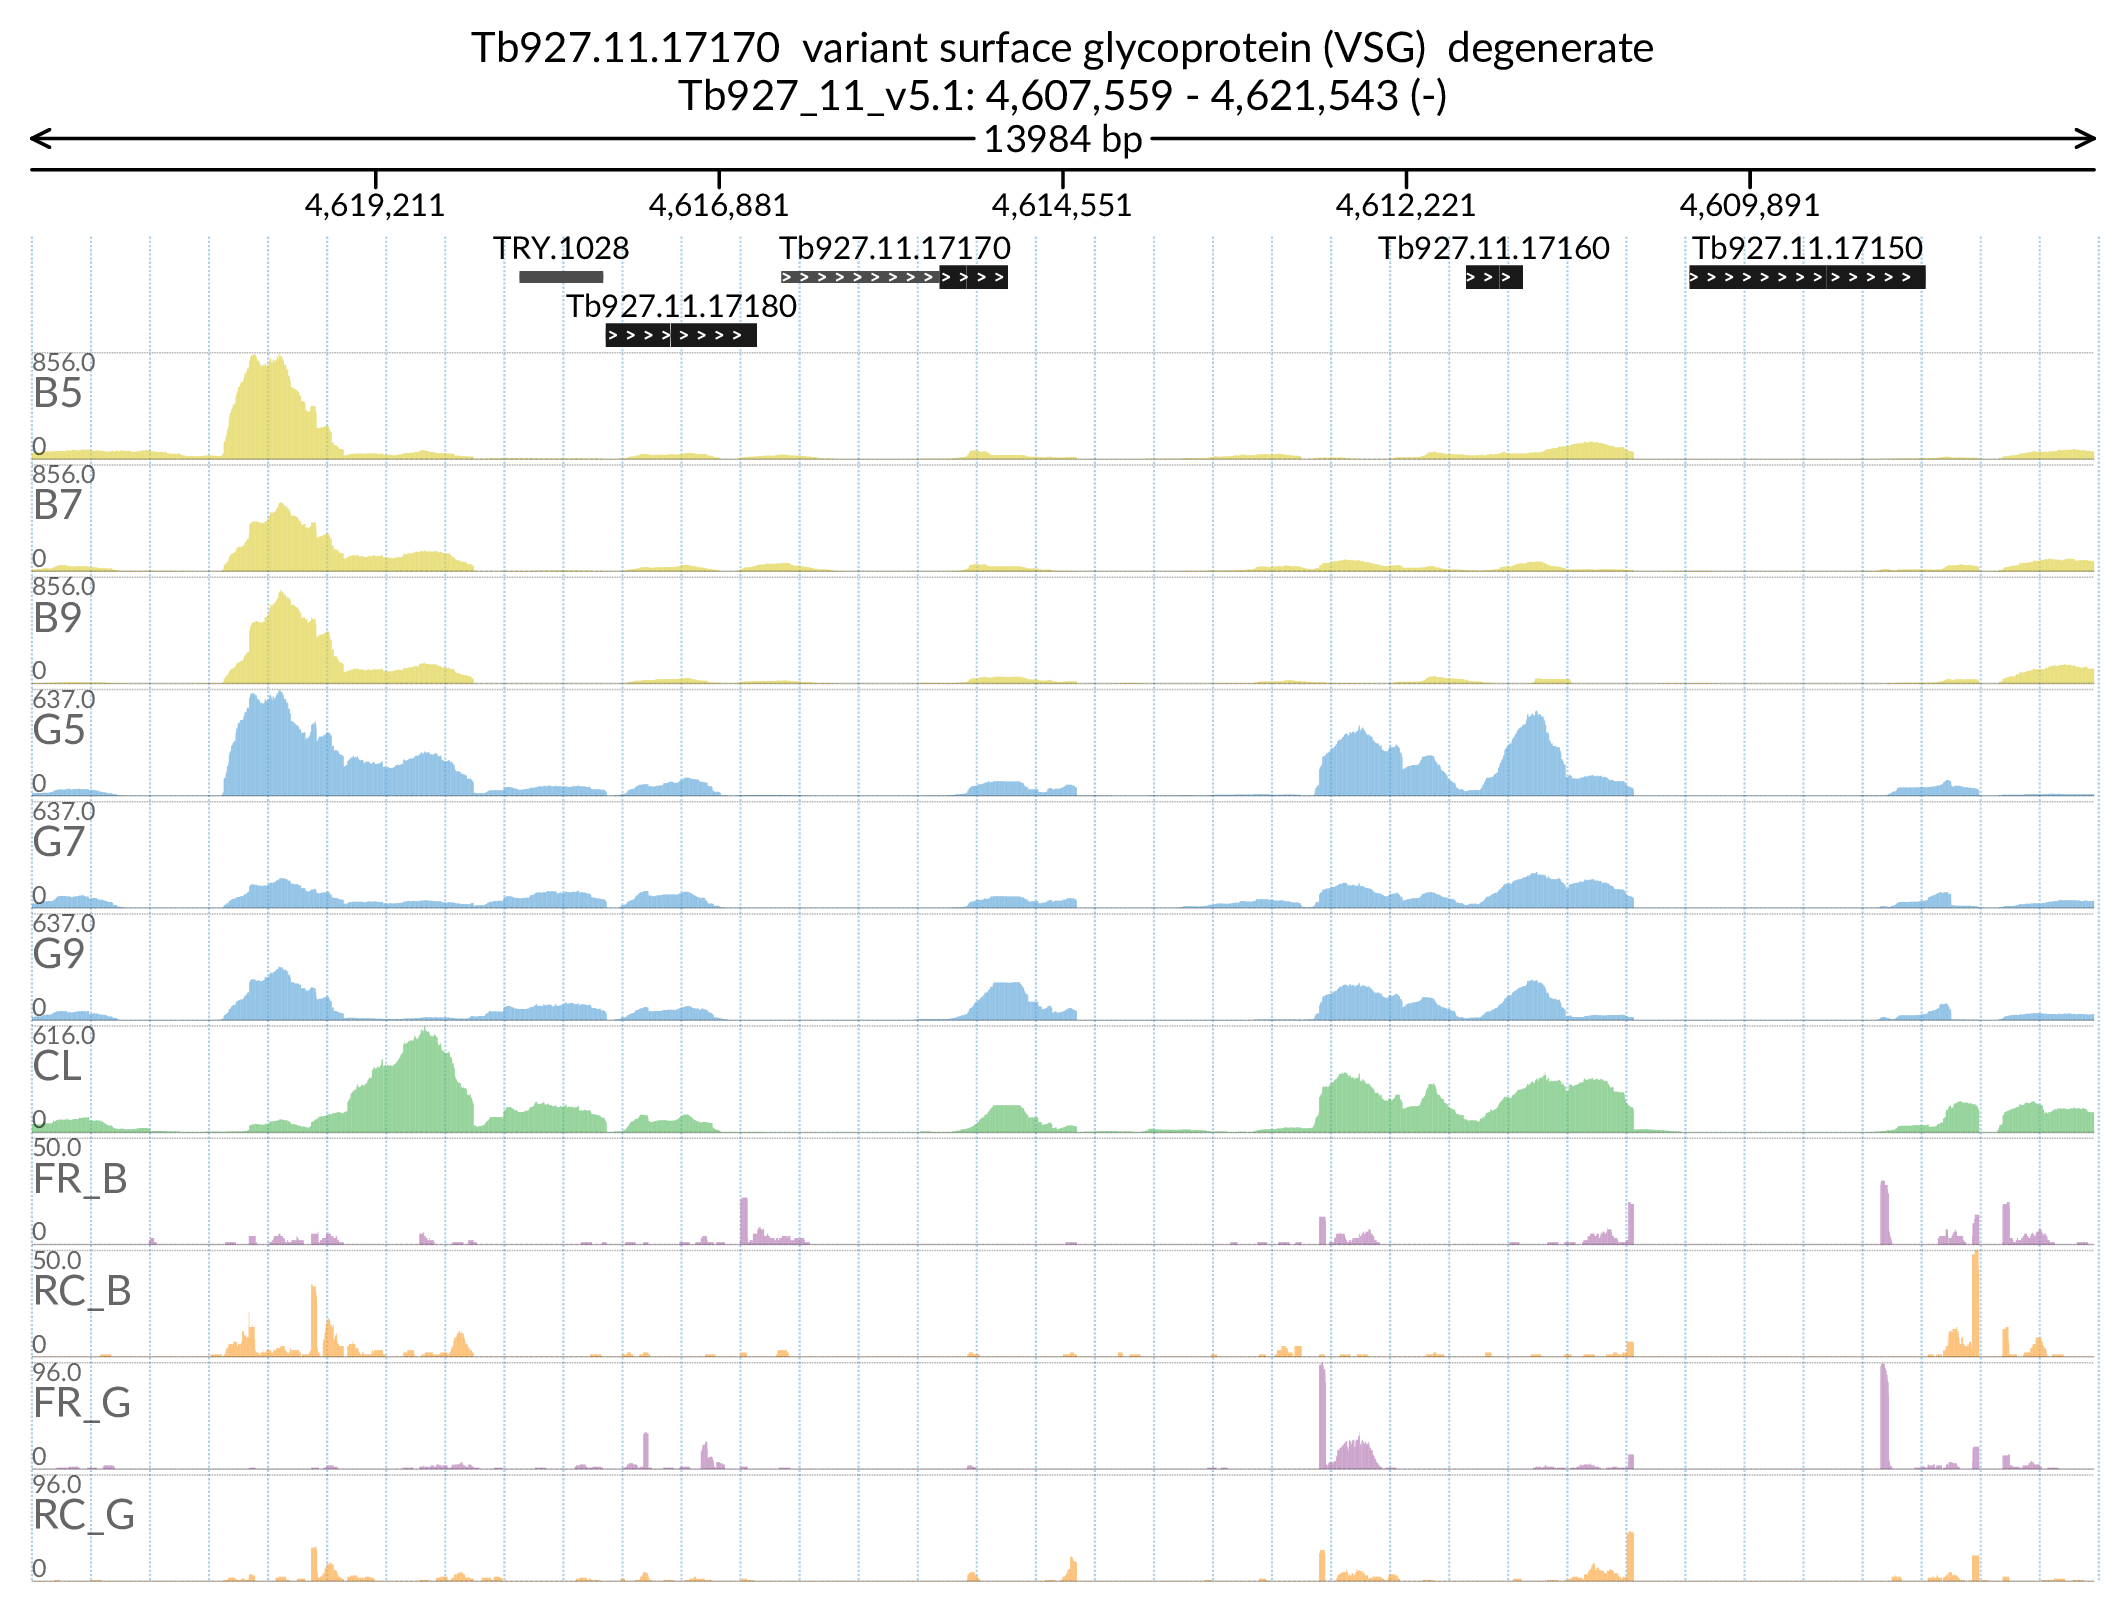 Tb927.11.17170  variant surface glycoprotein (VSG)  degenerate
Tb927_11_v5.1: 4,607,559 - 4,621,543 (-)
13984 bp
4,619,211 4,616,881 4,614,551 4,612,221 4,609,891
TRY.1028 Tb927.11.17170 Tb927.11.17160 Tb927.11.17150
Tb927.11.17180
856.0
B5
0
856.0
B7
0
856.0
B9
0
637.0
G5
0
637.0
G7
0
637.0
G9
0
616.0
CL
0
50.0
FR_B
0
50.0
RC_B
0
96.0
FR_G
0
96.0
RC_G
0